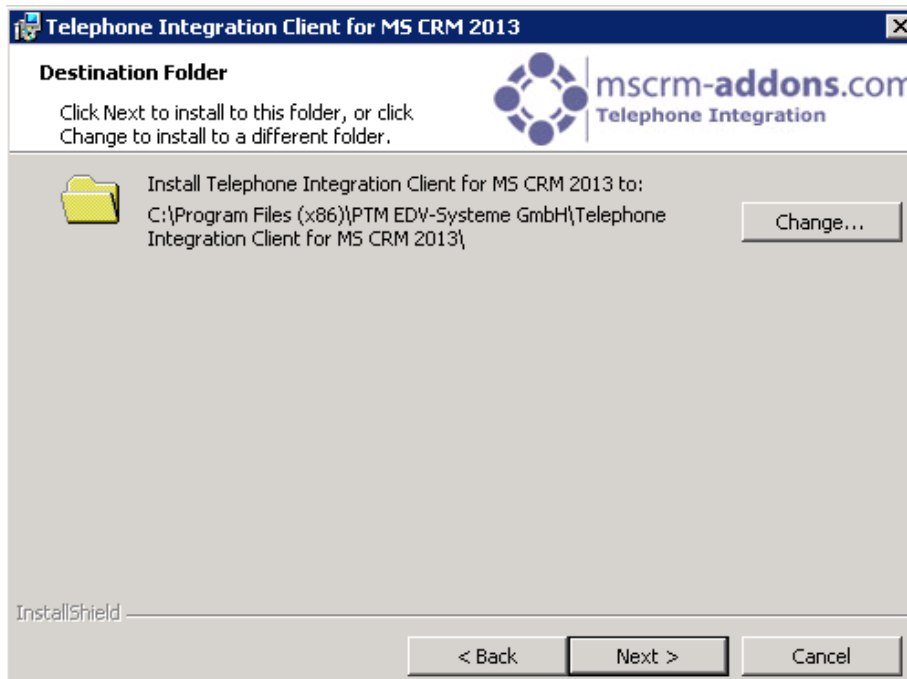 Telephone Integration Client for MS CRM 2013
Destination Folder
Click Next to install to this folder, or click
Change to install to a different folder.
mscrm-addons.com
Telephone Integration
Install Telephone Integration Client for MS CRM 2013 to:
C:\Program Files (x86)\PTM EDV-Systeme GmbH\Telephone
Integration Client for MS CRM 2013\
Change...
InstallShield
< Back
Next >
Cancel